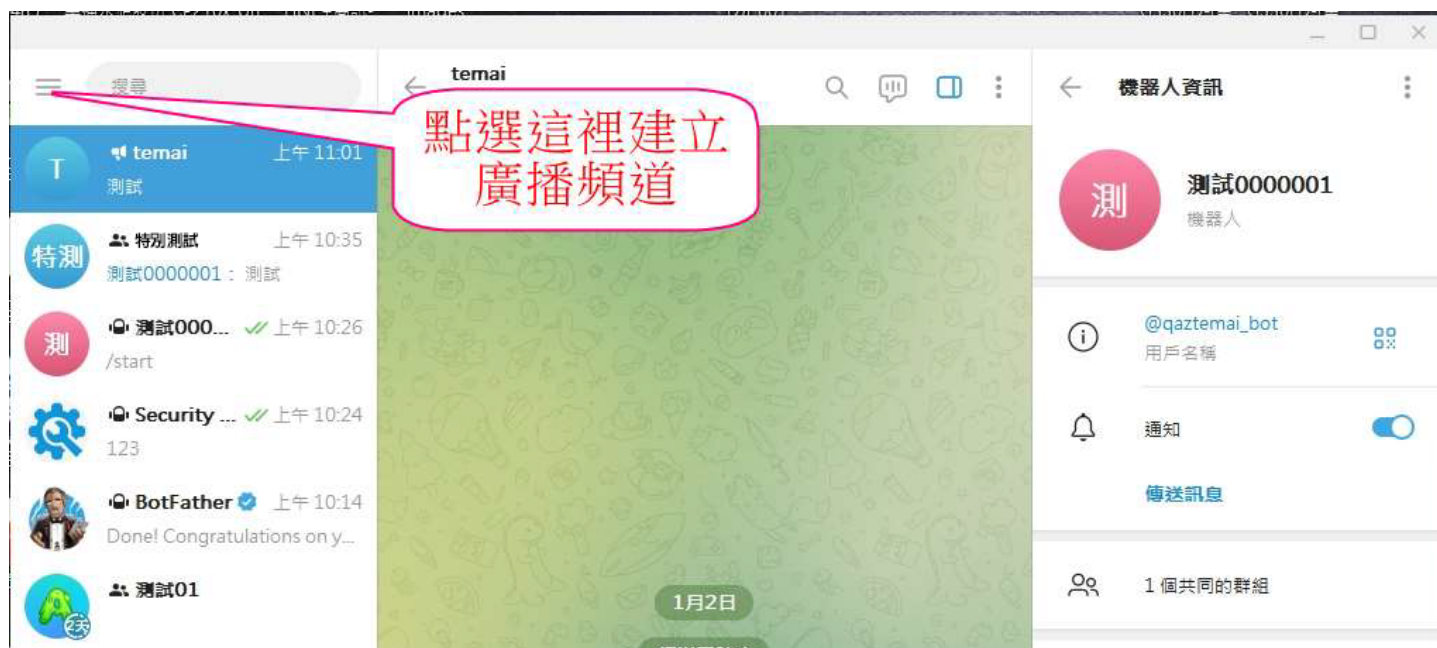 搜尋
temai
機器人資訊
點選這裡建立
廣播頻道
T
temai 上午 11:01
測試
特測
特別測試 上午 10:35
測試0000001： 測試
測
測試000... 上午 10:26
/start
Security ... 上午 10:24
123
BotFather 上午 10:14
Done! Congratulations on y...
測試01
2天
1月2日
測
測試0000001
機器人
@qaztemai_bot
用戶名稱
通知
傳送訊息
1 個共同的群組